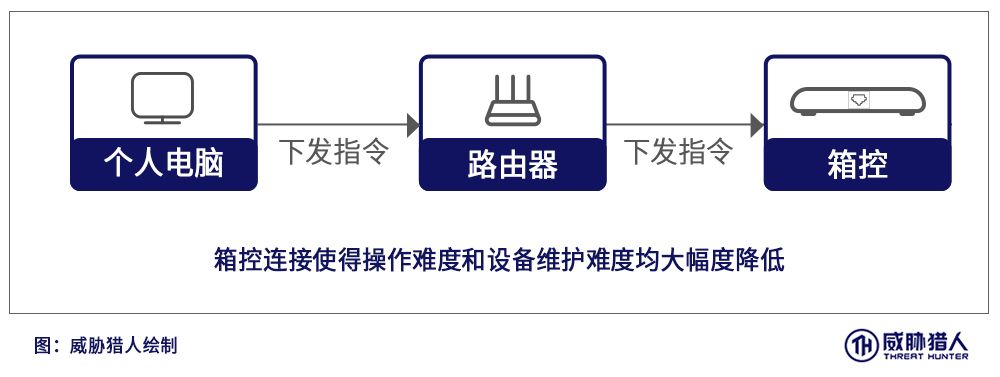 个人电脑
下发指令
路由器
下发指令
箱控
箱控连接使得操作难度和设备维护难度均大幅度降低
图：威胁猎人绘制
TH 威胁猎人
THREAT HUNTER